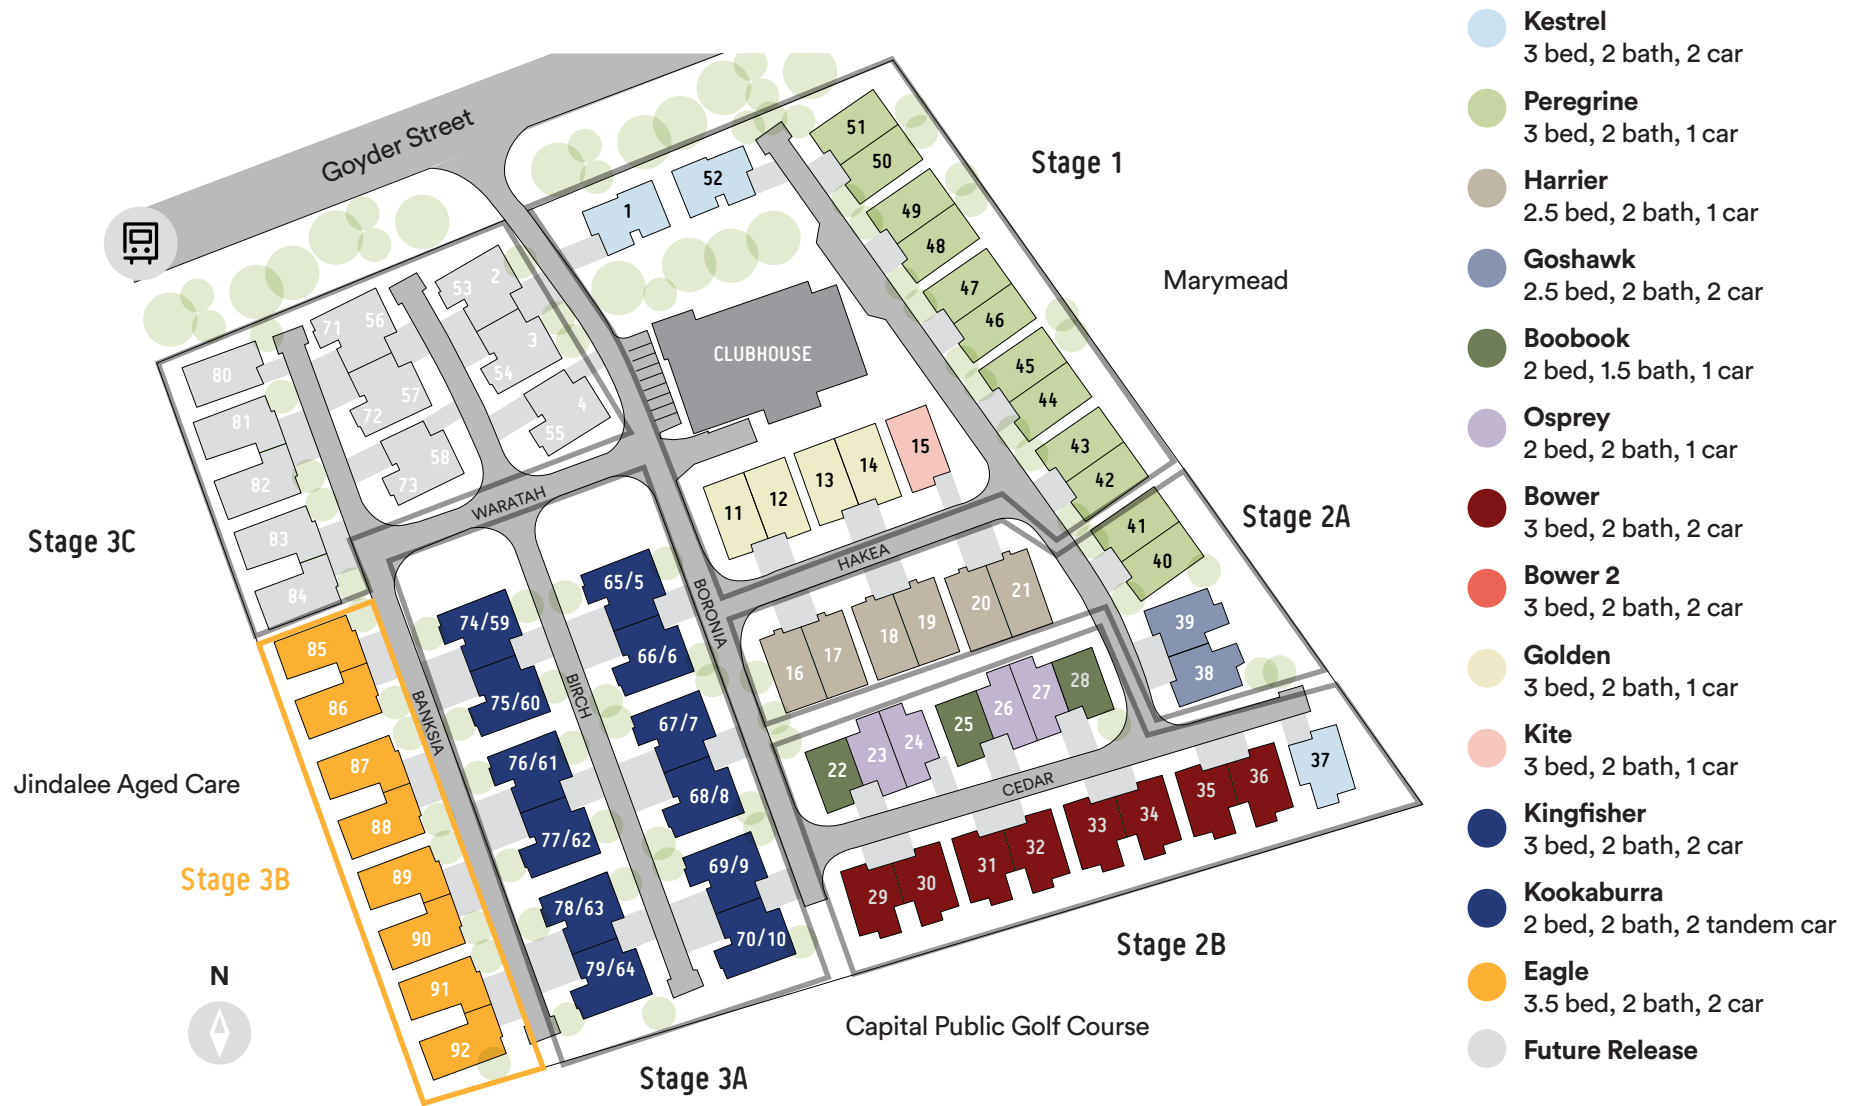 Goyder Street
Stage 1
Marymead
Stage 2A
Stage 2B
Capital Public Golf Course
Stage 3A
Stage 3B
Jindalee Aged Care
Stage 3C
N
CLUBHOUSE
WARATAH
HAKEA
BORONIA
BIRCH
BANKSIA
CEDAR
1
52
51
50
49
48
47
46
45
44
43
42
41
40
39
38
37
11
12
13
14
15
16
17
18
19
20
21
22
23
24
25
26
27
28
29
30
31
32
33
34
35
36
53
2
3
54
4
55
71
56
57
72
58
73
80
81
82
83
84
85
86
87
88
89
90
91
92
74/59
75/60
76/61
77/62
78/63
79/64
65/5
66/6
67/7
68/8
69/9
70/10
Kestrel
3 bed, 2 bath, 2 car
Peregrine
3 bed, 2 bath, 1 car
Harrier
2.5 bed, 2 bath, 1 car
Goshawk
2.5 bed, 2 bath, 2 car
Boobook
2 bed, 1.5 bath, 1 car
Osprey
2 bed, 2 bath, 1 car
Bower
3 bed, 2 bath, 2 car
Bower 2
3 bed, 2 bath, 2 car
Golden
3 bed, 2 bath, 1 car
Kite
3 bed, 2 bath, 1 car
Kingfisher
3 bed, 2 bath, 2 car
Kookaburra
2 bed, 2 bath, 2 tandem car
Eagle
3.5 bed, 2 bath, 2 car
Future Release